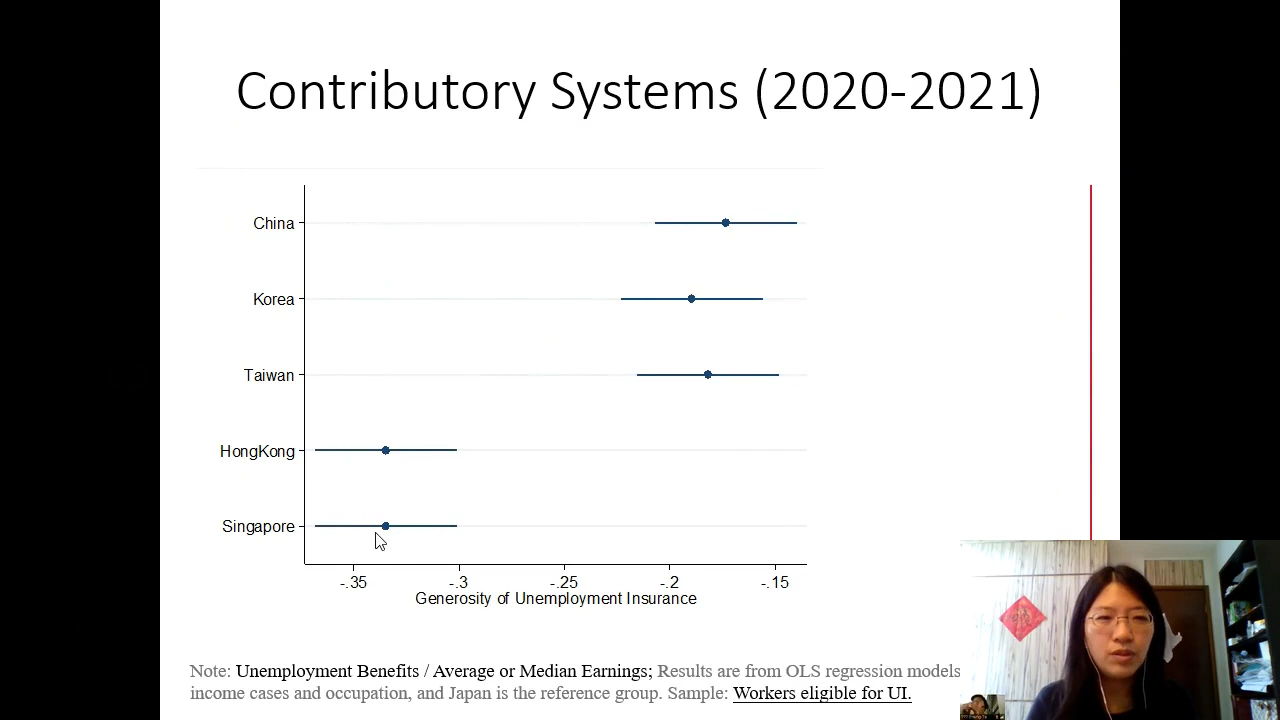 Contributory Systems (2020-2021)
China
Korea
Taiwan
HongKong
Singapore
-.35 -.3 -.25 -.2 -.15
Generosity of Unemployment Insurance
Note: Unemployment Benefits / Average or Median Earnings; Results are from OLS regression models
income cases and occupation, and Japan is the reference group. Sample: Workers eligible for UI.